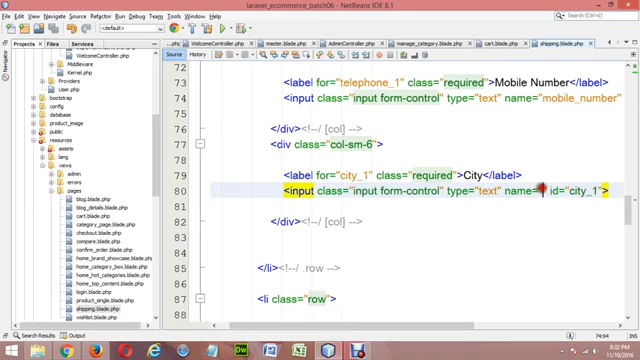 laravel_ecommerce_batch06 - NetBeans IDE 8.1
File Edit View Navigate Source Refactor Run Debug Profile Team Tools Window Help
<default>
Projects Files Services
.php WelcomeController.php master.blade.php AdminController.php manage_category.blade.php cart.blade.php shipping.blade.php
Source History
WelcomeController.php
Middleware
Kernel.php
Providers
User.php
bootstrap
config
database
product_image
public
resources
assets
lang
views
admin
errors
pages
blog.blade.php
blog_details.blade.php
cart.blade.php
category_page.blade.php
checkout.blade.php
compare.blade.php
confirm_order.blade.php
home_brand_showcase.blade.php
home_category_box.blade.php
home_hot_categories.blade.php
home_top_content.blade.php
login.blade.php
product_single.blade.php
shipping.blade.php
wishlist.blade.php
Navigator
72
73 <label for="telephone_1" class="required">Mobile Number</label>
74 <input class="input form-control" type="text" name="mobile_number"
75
76 </div><!--/ [col] -->
77 <div class="col-sm-6">
78
79 <label for="city_1" class="required">City</label>
80 <input class="input form-control" type="text" name=" id="city_1">
81
82 </div><!--/ [col] -->
83
84
85 </li><!--/ .row -->
86
87 <li class="row">
88
Search Results Output
74:94
INS
8:32 PM
11/10/2016